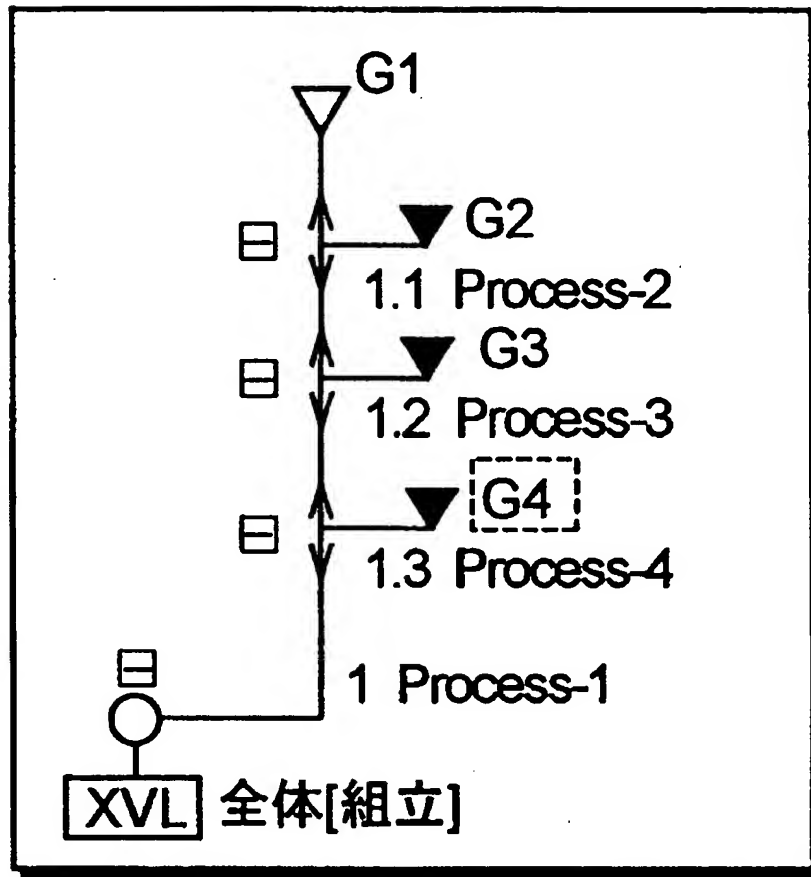 G1
G2
1.1 Process-2
G3
1.2 Process-3
G4
1.3 Process-4
1 Process-1
XVL 全体[組立]